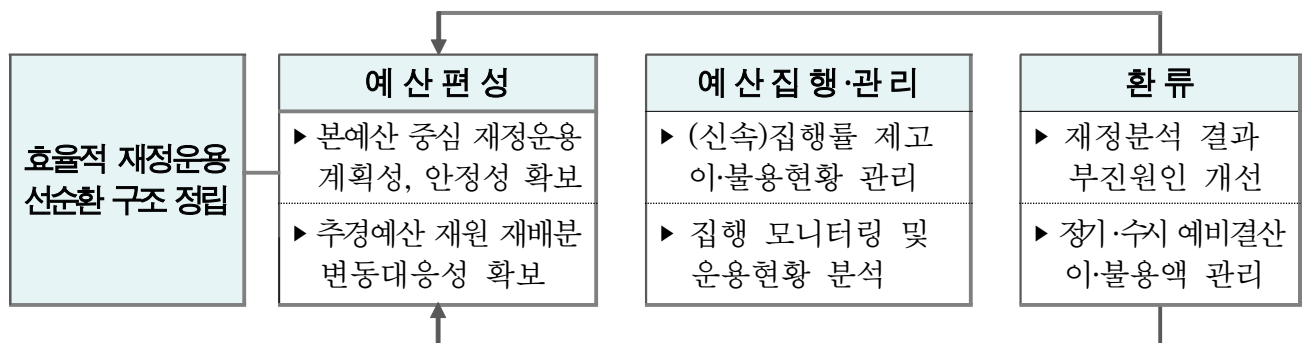 효율적 재정운용
선순환 구조 정립
예 산 편 성
▶ 본예산 중심 재정운용
계획성, 안정성 확보
▶ 추경예산 재원 재배분
변동대응성 확보
예 산 집 행 · 관 리
▶ (신속)집행률 제고
이·불용현황 관리
▶ 집행 모니터링 및
운용현황 분석
환 류
▶ 재정분석 결과
부진원인 개선
▶ 정기·수시 예비결산
이·불용액 관리